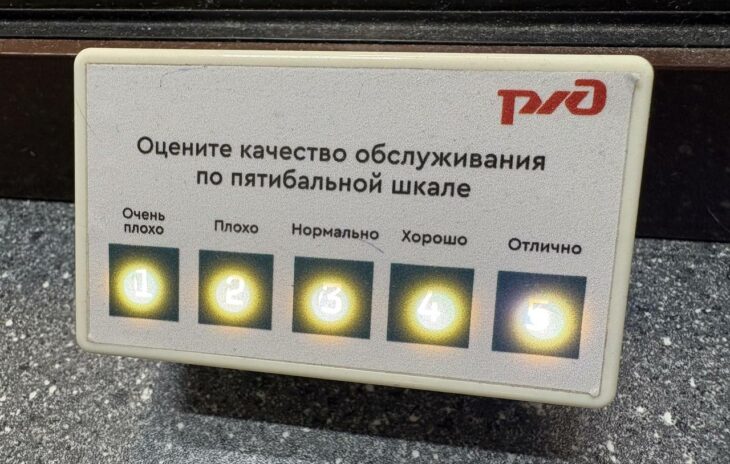 РЖД
Оцените качество обслуживания
по пятибальной шкале
Очень
плохо
Плохо
Нормально
Хорошо
Отлично
1
2
3
4
5